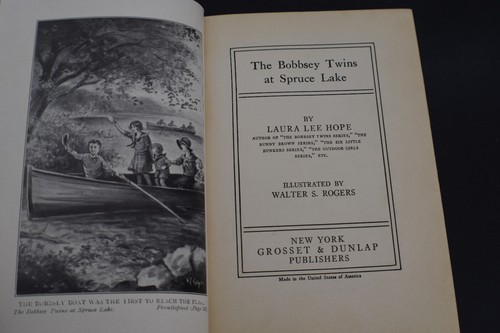 THE BOBBSEY BOAT WAS THE FIRST TO REACH THE
The Bobbsey Twins at Spruce Lake. Frontispiece—(Page
The Bobbsey Twins
at Spruce Lake
BY
LAURA LEE HOPE
AUTHOR OF "THE BOBBSEY TWINS SERIES," "THE
BUNNY BROWN SERIES," "THE SIX LITTLE
BUNKERS SERIES," "THE OUTDOOR GIRLS
SERIES," ETC.
ILLUSTRATED BY
WALTER S. ROGERS
NEW YORK
GROSSET & DUNLAP
PUBLISHERS
Made in the United States of America